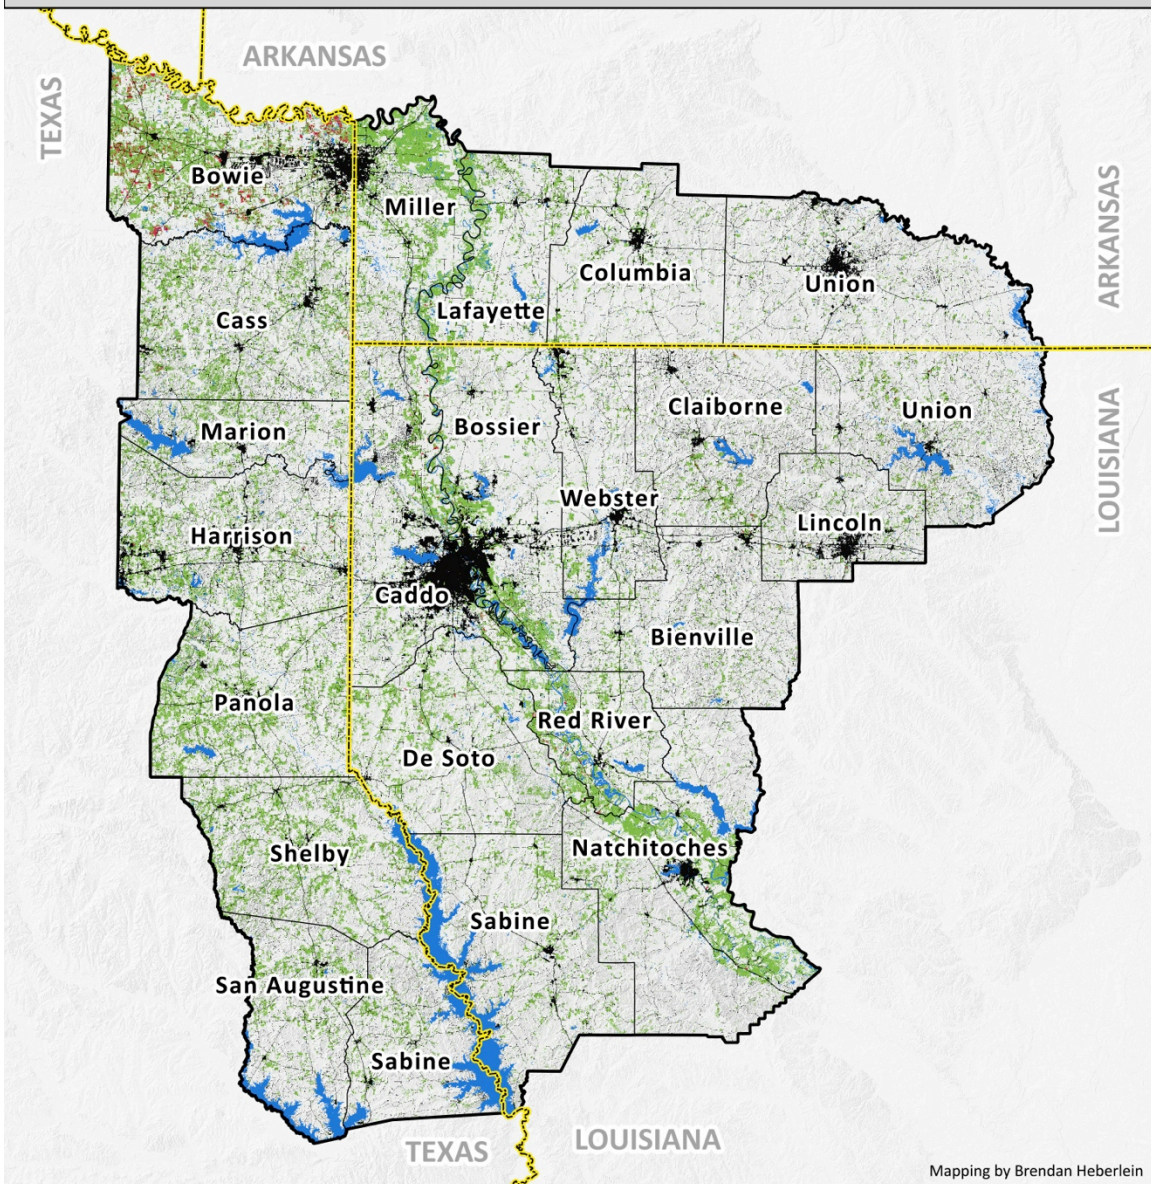 ARKANSAS
TEXAS
Bowie
ARKANSAS
Miller
Columbia
Union
Lafayette
Cass
LOUISIANA
Claiborne
Union
Marion
Bossier
Webster
Lincoln
Harrison
Caddo
Bienville
Panola
Red River
De Soto
Shelby
Natchitoches
Sabine
San Augustine
Sabine
TEXAS
LOUISIANA
Mapping by Brendan Heberlein